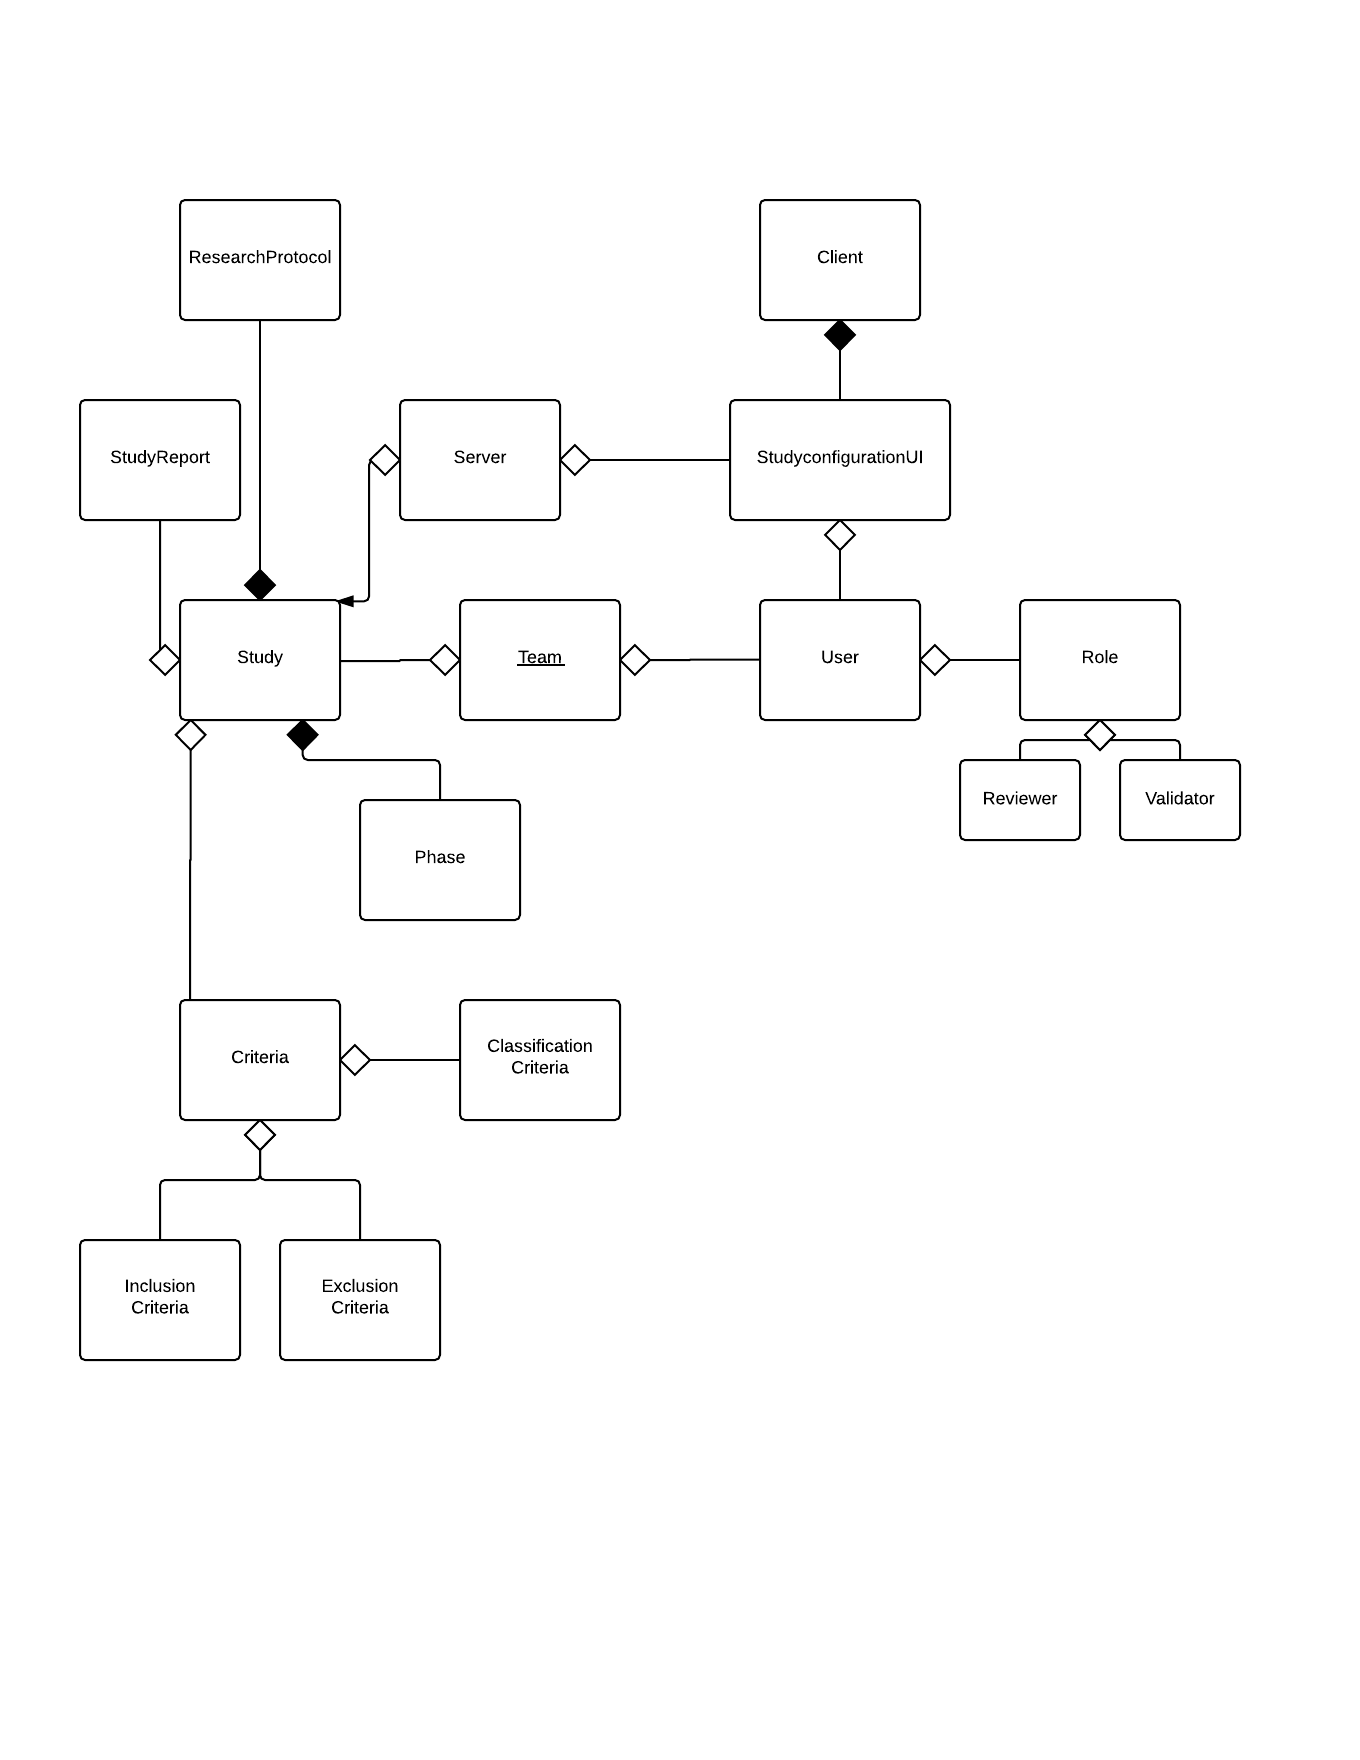 ResearchProtocol
Client
StudyReport
Server
StudyconfigurationUI
Study
Team
User
Role
Reviewer
Validator
Phase
Criteria
Classification
Criteria
Inclusion
Criteria
Exclusion
Criteria